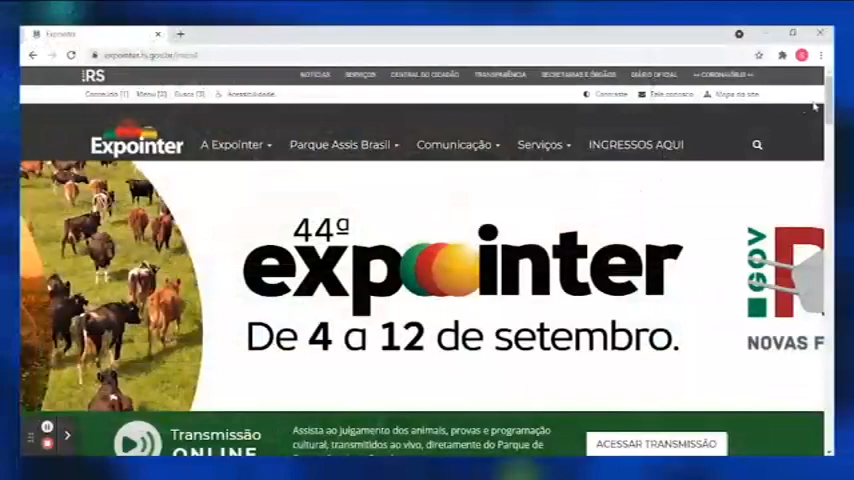 Expointer
expointer.rs.gov.br/inicial
RS
NOTÍCIAS SERVIÇOS CENTRAL DO CIDADÃO TRANSPARÊNCIA SECRETARIAS E ÓRGÃOS DIÁRIO OFICIAL ++ CORONAVÍRUS ++
Conteúdo [1] Menu [2] Busca [3] Acessibilidade Contraste Fale conosco Mapa do site
Expointer A Expointer Parque Assis Brasil Comunicação Serviços INGRESSOS AQUI
44ª
expointer
De 4 a 12 de setembro.
GOV
NOVAS F
Transmissão
ONLINE
Assista ao julgamento dos animais, provas e programação
cultural, transmitidos ao vivo, diretamente do Parque de
ACESSAR TRANSMISSÃO